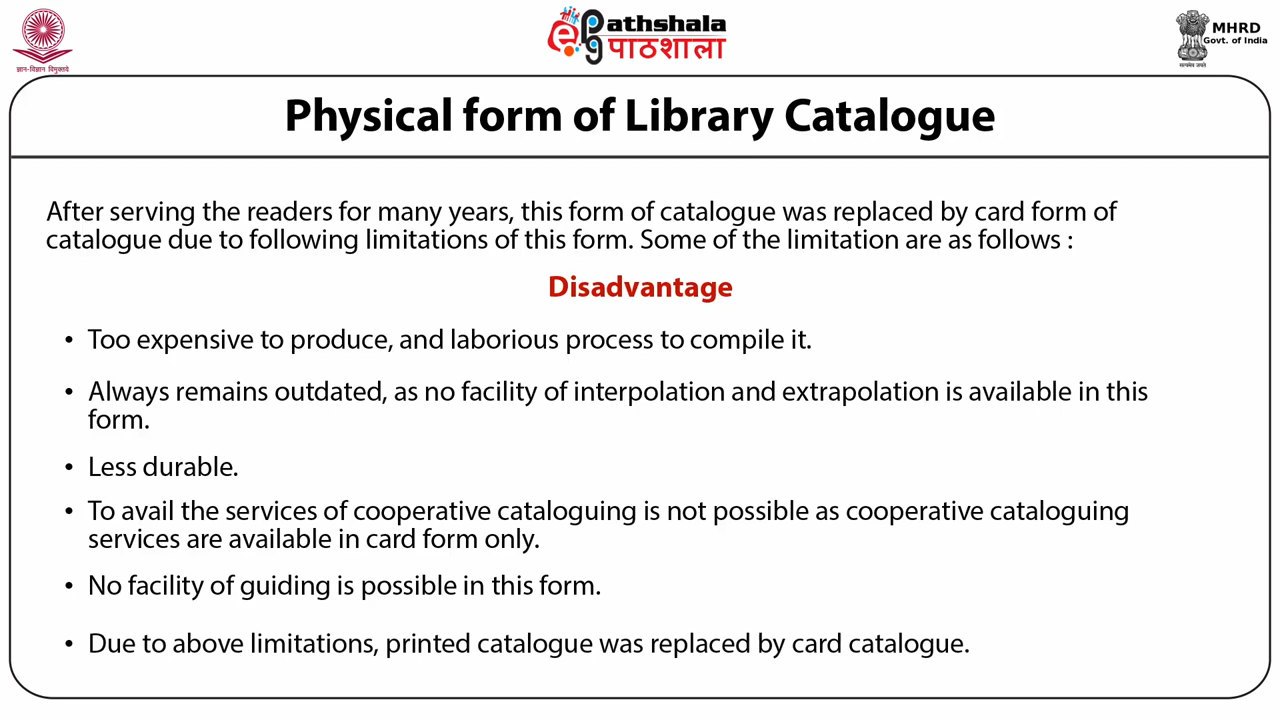 ज्ञान-विज्ञान विमुक्तये
ePathshala
पाठशाला
सत्यमेव जयते
MHRD
Govt. of India
Physical form of Library Catalogue
After serving the readers for many years, this form of catalogue was replaced by card form of
catalogue due to following limitations of this form. Some of the limitation are as follows :
Disadvantage
• Too expensive to produce, and laborious process to compile it.
• Always remains outdated, as no facility of interpolation and extrapolation is available in this
form.
• Less durable.
• To avail the services of cooperative cataloguing is not possible as cooperative cataloguing
services are available in card form only.
• No facility of guiding is possible in this form.
• Due to above limitations, printed catalogue was replaced by card catalogue.